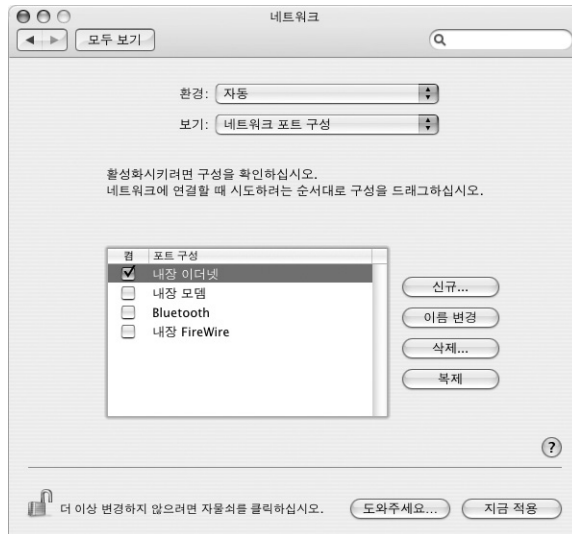 네트워크
모두 보기
환경: 자동
보기: 네트워크 포트 구성
활성화시키려면 구성을 확인하십시오.
네트워크에 연결할 때 시도하려는 순서대로 구성을 드래그하십시오.
켬 포트 구성
내장 이더넷
내장 모뎀
Bluetooth
내장 FireWire
신규...
이름 변경
삭제...
복제
?
더 이상 변경하지 않으려면 자물쇠를 클릭하십시오.
도와주세요...
지금 적용